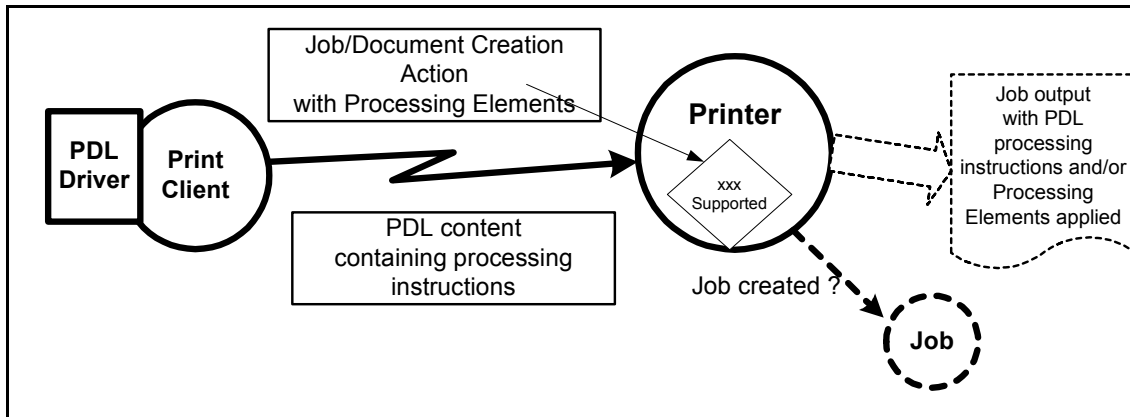 Job/Document Creation
Action
with Processing Elements
PDL
Driver
Print
Client
Printer
xxx
Supported
Job output
with PDL
processing
instructions and/or
Processing
Elements applied
PDL content
containing processing
instructions
Job created ?
Job